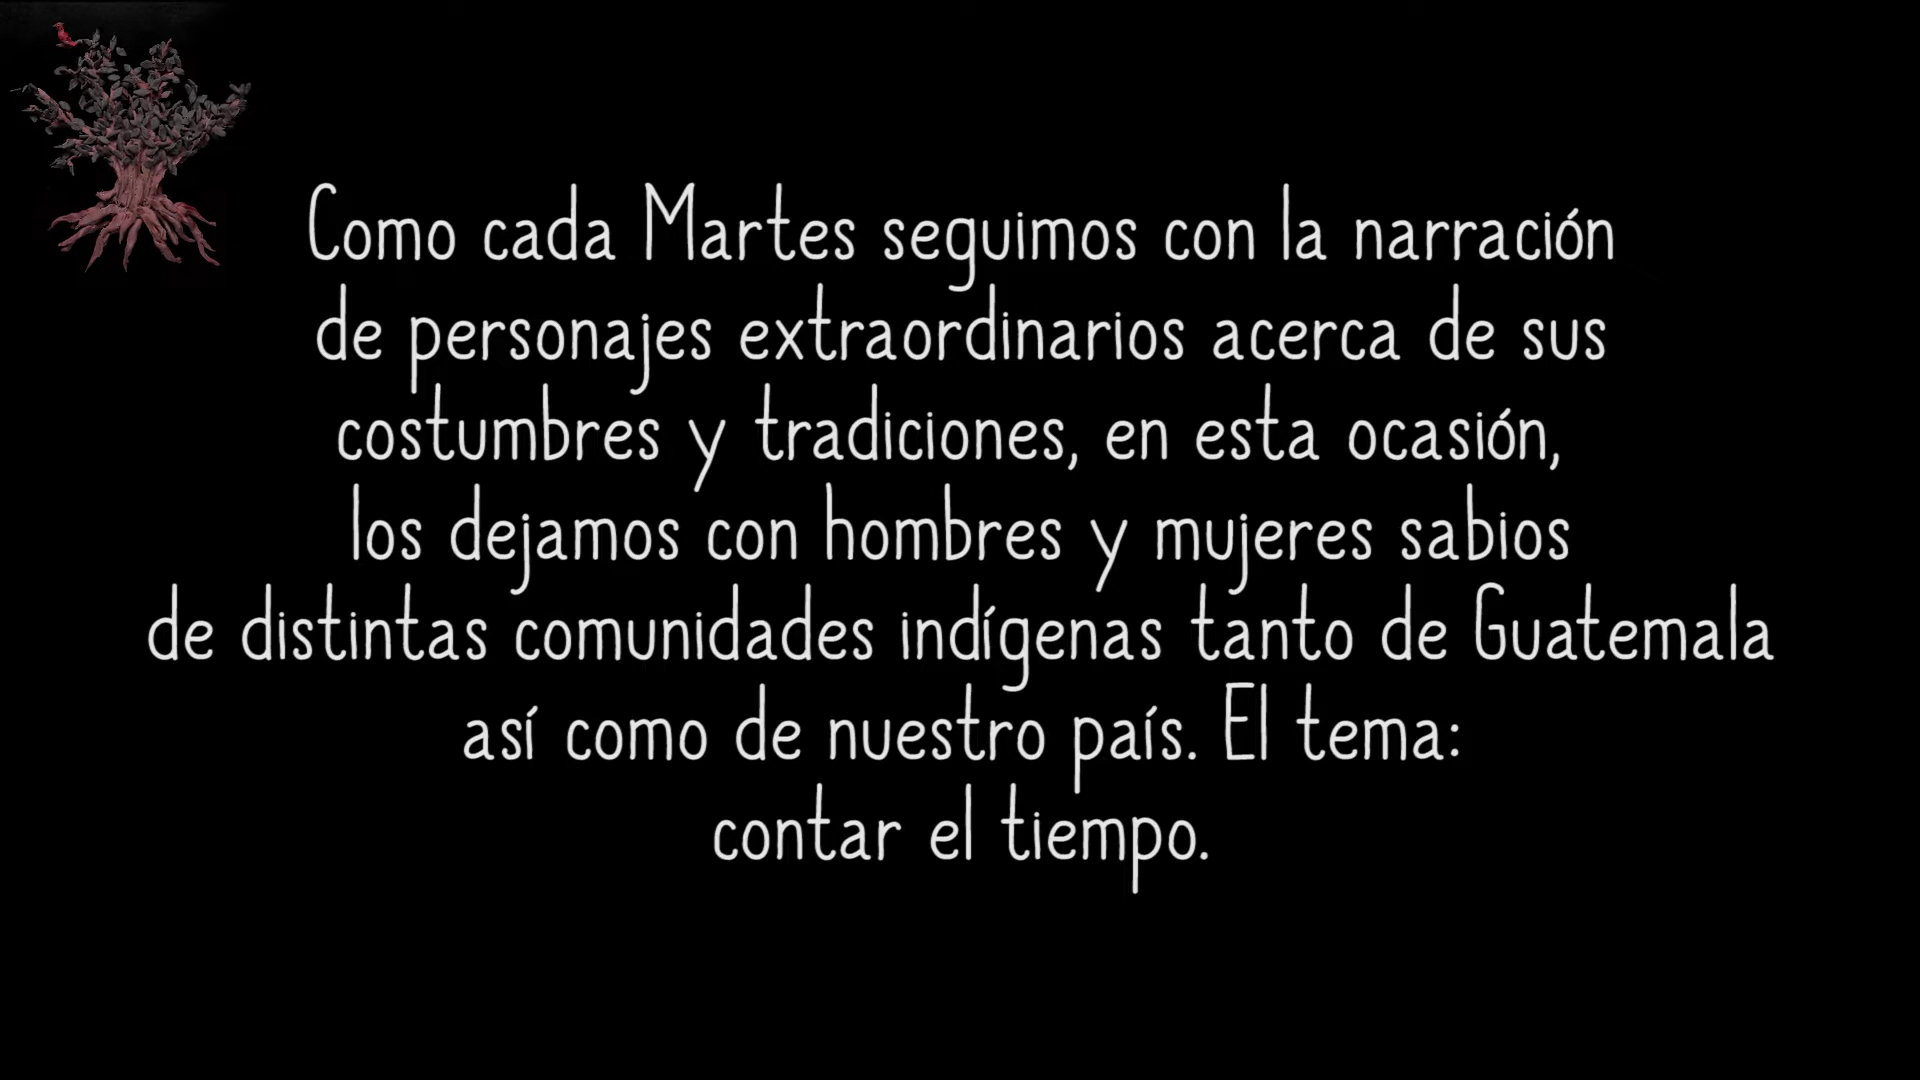 Como cada Martes seguimos con la narración
de personajes extraordinarios acerca de sus
costumbres y tradiciones, en esta ocasión,
los dejamos con hombres y mujeres sabios
de distintas comunidades indígenas tanto de Guatemala
así como de nuestro país. El tema:
contar el tiempo.